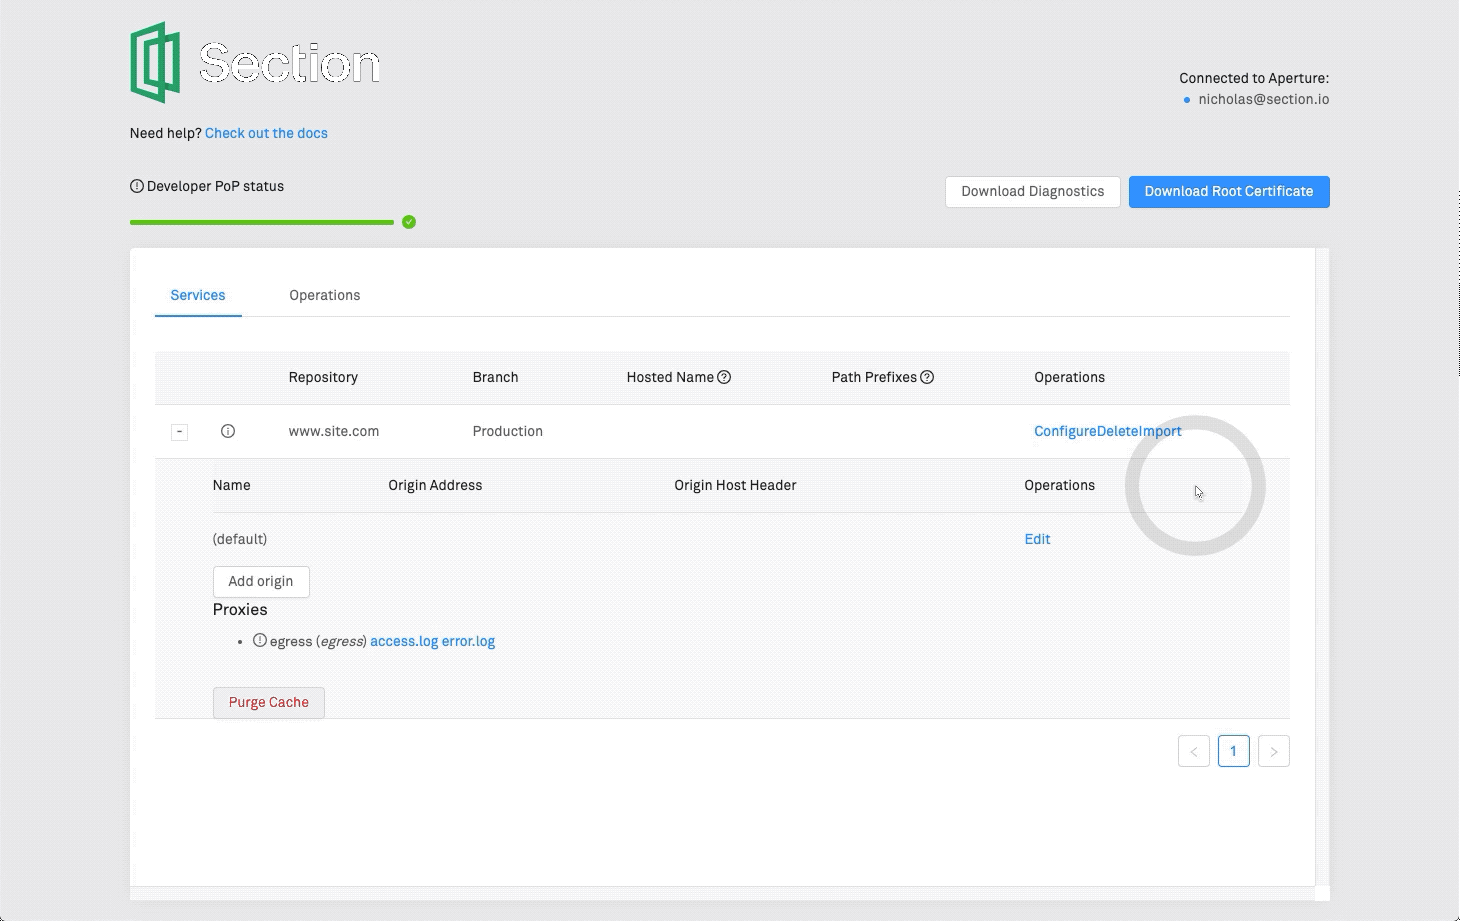 Section
Connected to Aperture:
nicholas@section.io
Need help? Check out the docs
Developer PoP status
Download Diagnostics Download Root Certificate
Services Operations
Repository Branch Hosted Name Path Prefixes Operations
- www.site.com Production ConfigureDeleteImport
Name Origin Address Origin Host Header Operations
(default) Edit
Add origin
Proxies
• egress (egress) access.log error.log
Purge Cache
< 1 >